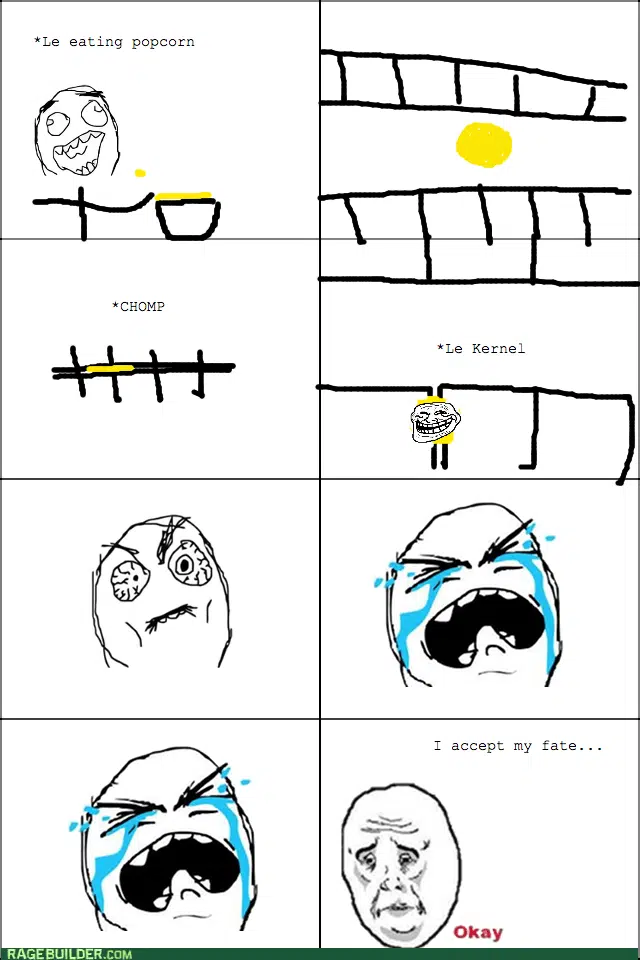 *Le eating popcorn
*CHOMP
*Le Kernel
I accept my fate...
Okay
RAGEBUILDER.COM